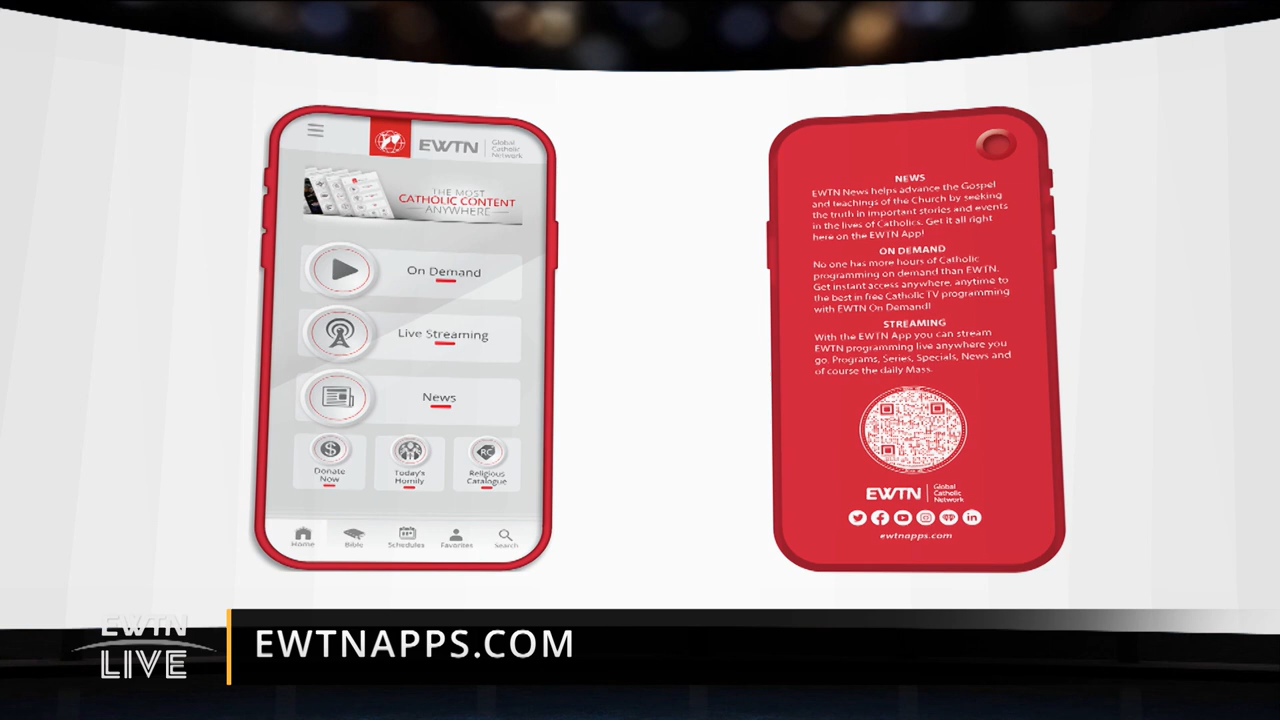 EWTN
Global
Catholic
Network
THE MOST
CATHOLIC CONTENT
ANYWHERE
On Demand
Live Streaming
News
Donate
Now
Today's
Homily
RC
Religious
Catalogue
Home
Bible
Schedules
Favorites
Search
NEWS
EWTN News helps advance the Gospel
and teachings of the Church by seeking
the truth in important stories and events
in the lives of Catholics. Get it all right
here on the EWTN App!
ON DEMAND
No one has more hours of Catholic
programming on demand than EWTN.
Get instant access anywhere, anytime to
the best in free Catholic TV programming
with EWTN On Demand!
STREAMING
With the EWTN App you can stream
EWTN programming live anywhere you
go. Programs, Series, Specials, News and
of course the daily Mass.
EWTN
Global
Catholic
Network
in
ewtnapps.com
EWTN
LIVE
EWTNAPPS.COM